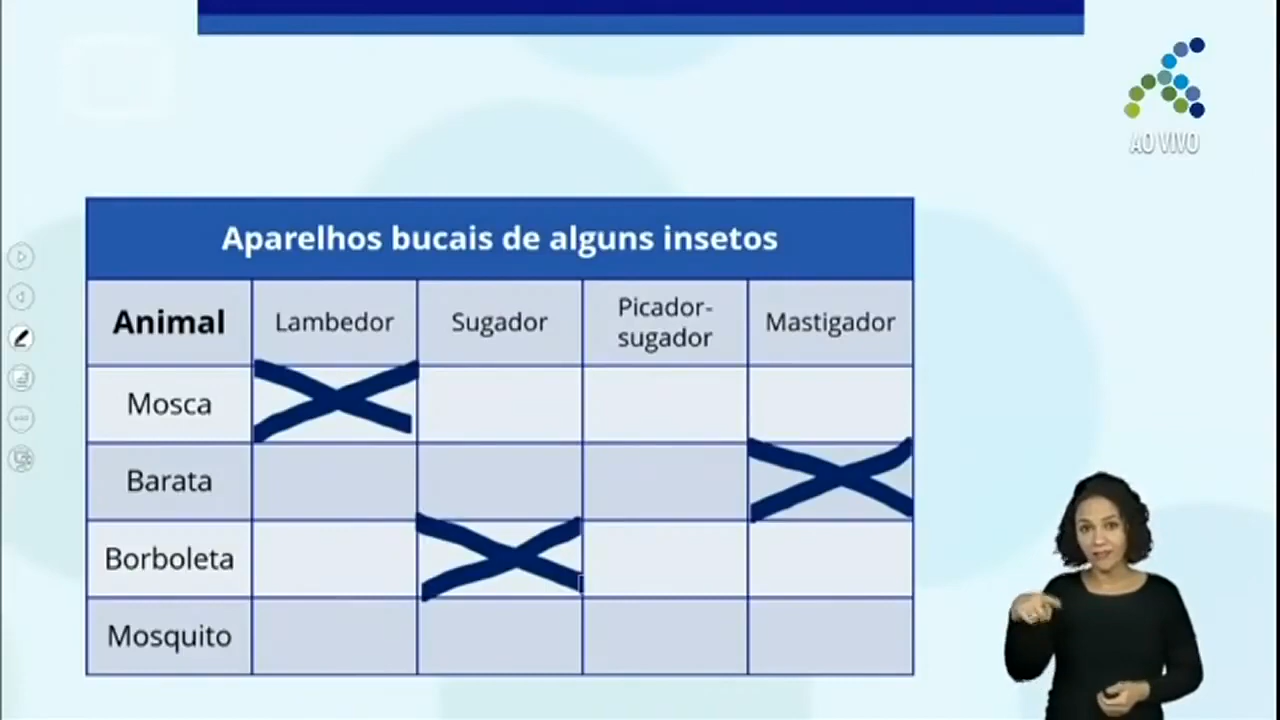 AO VIVO
Aparelhos bucais de alguns insetos
Animal
Lambedor
Sugador
Picador-
sugador
Mastigador
Mosca
Barata
Borboleta
Mosquito